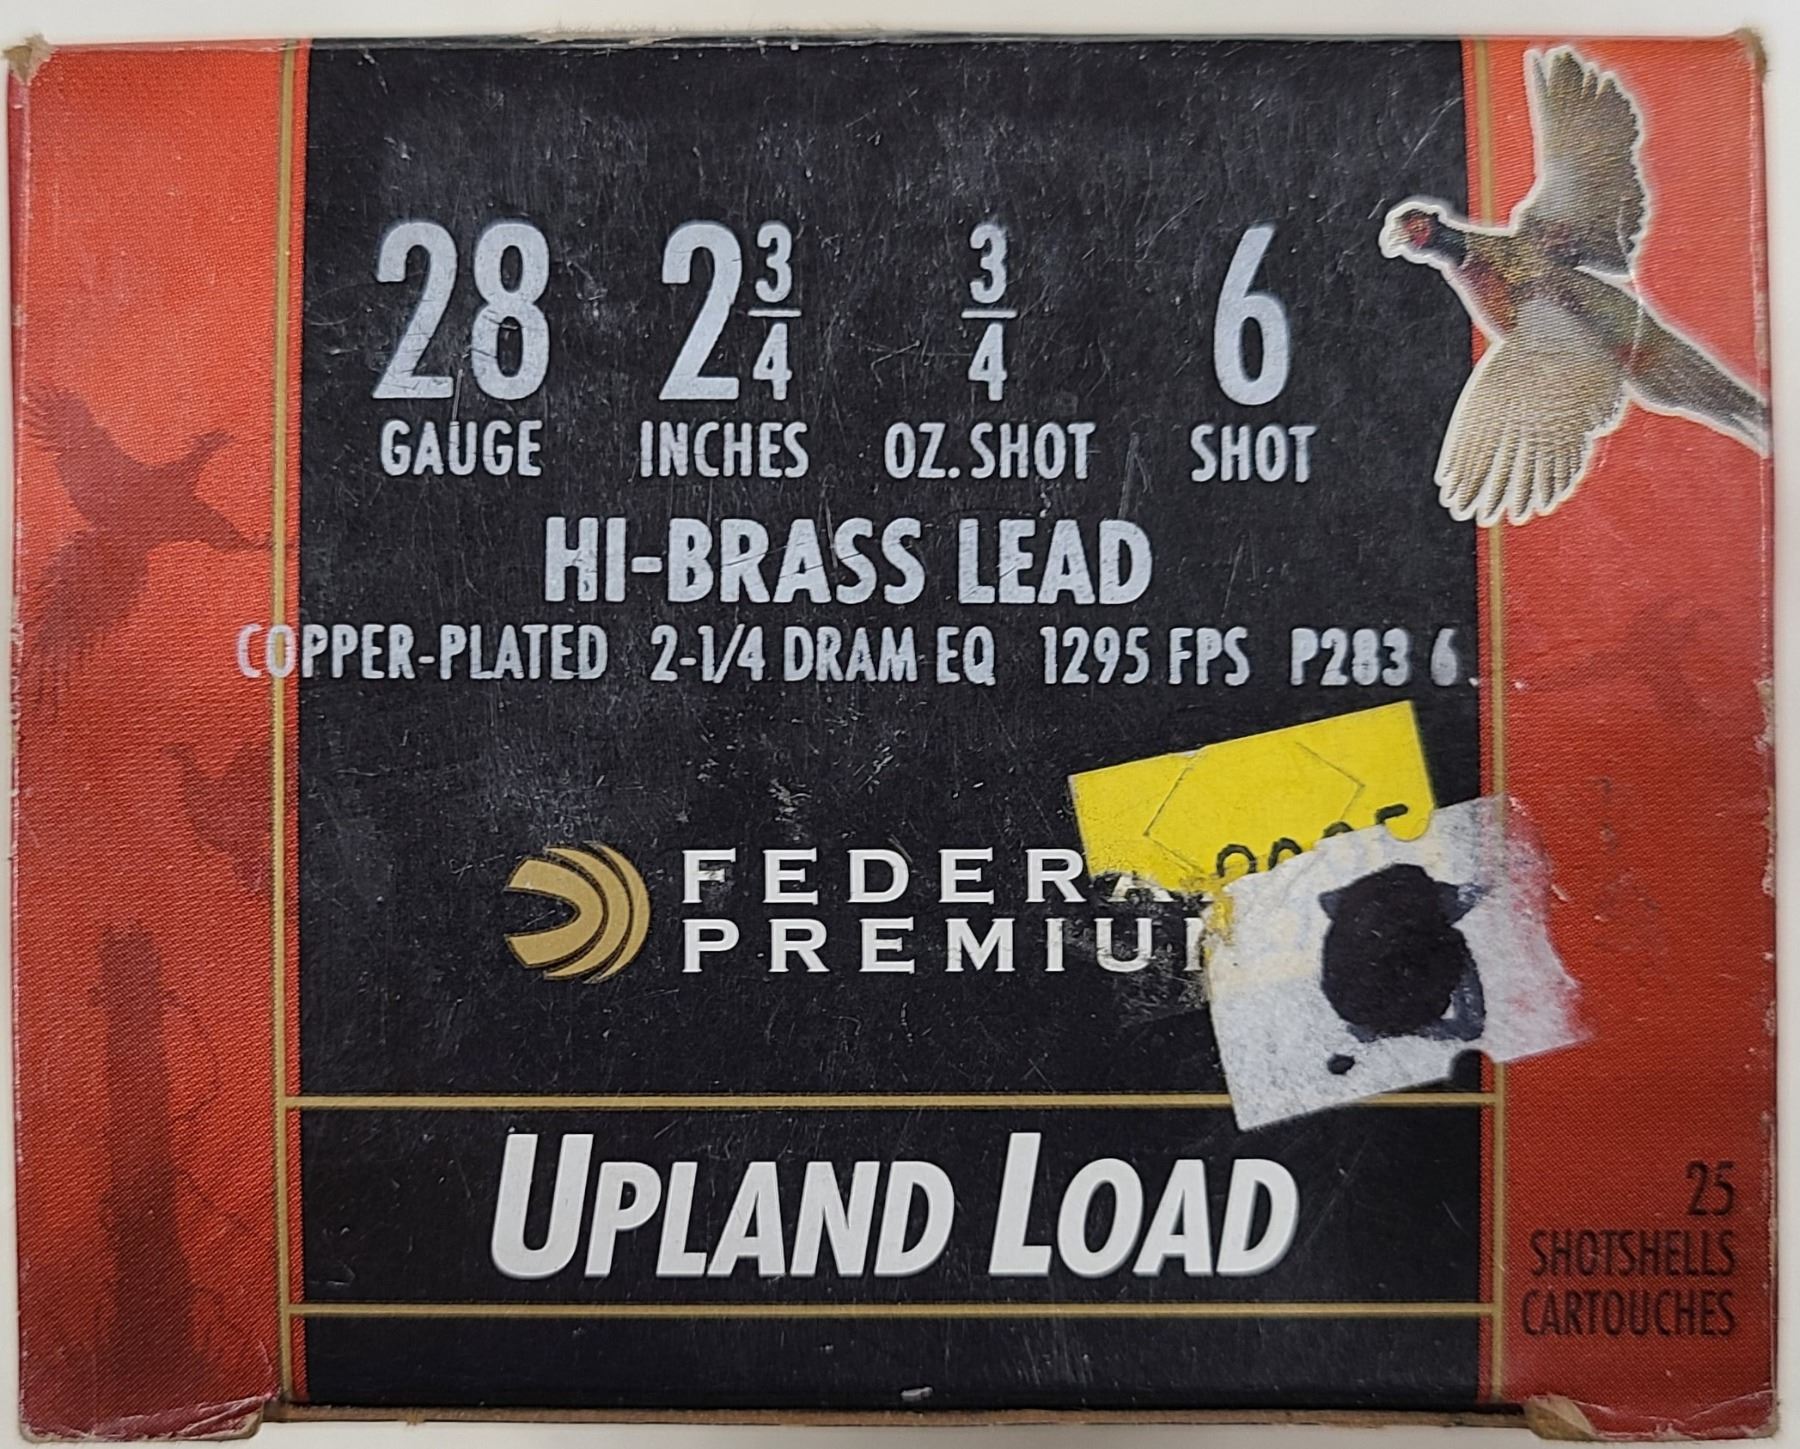 28 2 3/4 3/4 6
GAUGE INCHES OZ. SHOT SHOT
HI-BRASS LEAD
COPPER-PLATED 2-1/4 DRAM EQ 1295 FPS P283 6
FEDERA
PREMIUM
UPLAND LOAD
25
SHOTSHELLS
CARTOUCHES